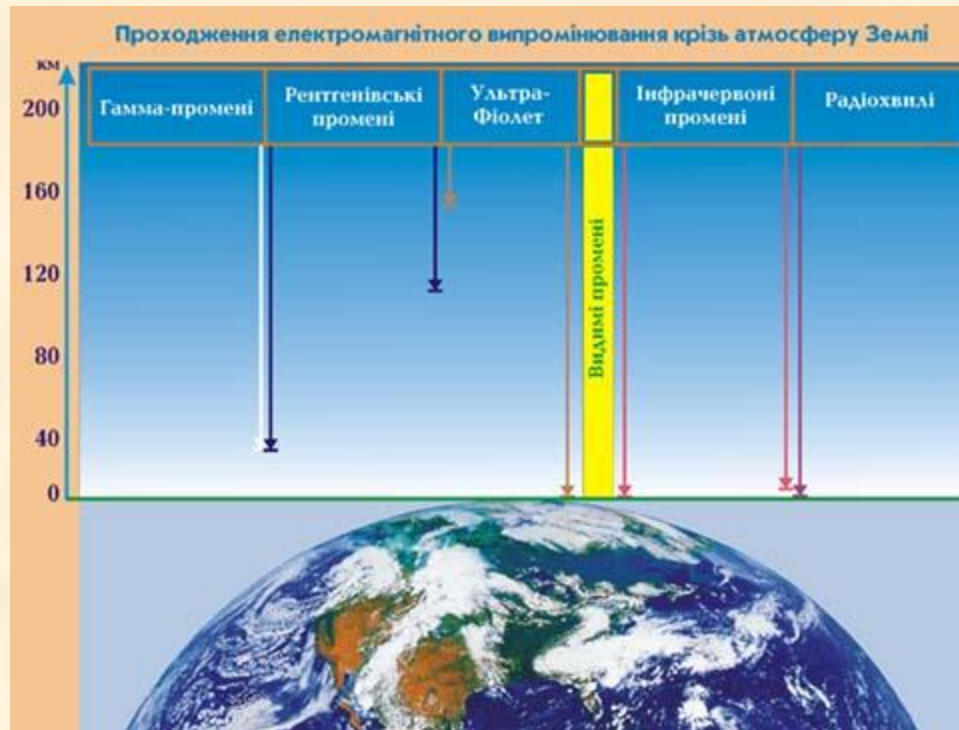 Проходження електромагнітного випромінювання крізь атмосферу Землі
км
Гамма-промені
Рентгенівські
промені
Ультра-
Фіолет
Інфрачервоні
промені
Радіохвилі
200
160
120
80
40
0
Видимі промені